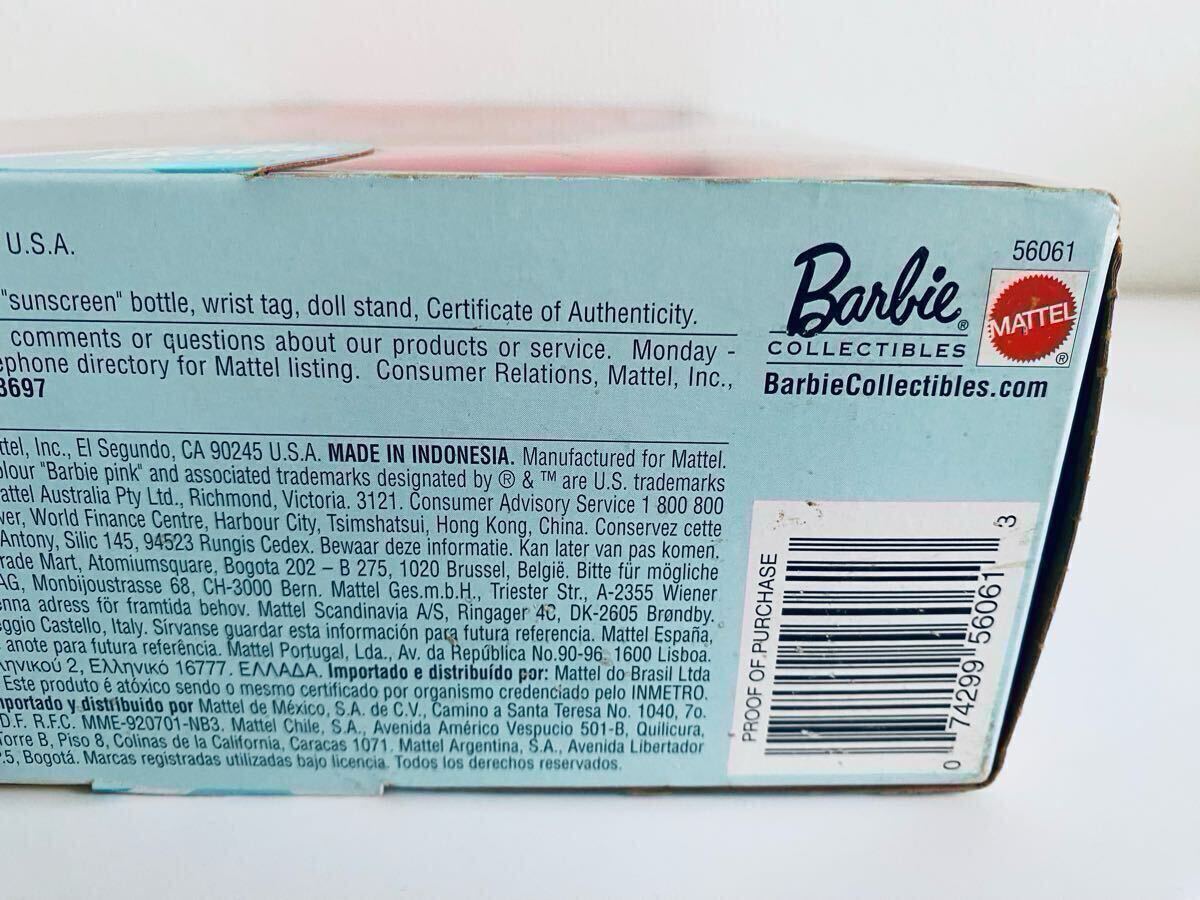 U.S.A.
"sunscreen" bottle, wrist tag, doll stand, Certificate of Authenticity.
comments or questions about our products or service. Monday -
ephone directory for Mattel listing. Consumer Relations, Mattel, Inc.,
3697
ttel, Inc., El Segundo, CA 90245 U.S.A. MADE IN INDONESIA. Manufactured for Mattel.
olour "Barbie pink" and associated trademarks designated by ® & ™ are U.S. trademarks
attel Australia Pty Ltd., Richmond, Victoria. 3121. Consumer Advisory Service 1 800 800
wer, World Finance Centre, Harbour City, Tsimshatsui, Hong Kong, China. Conservez cette
Antony, Silic 145, 94523 Rungis Cedex. Bewaar deze informatie. Kan later van pas komen.
rade Mart, Atomiumsquare, Bogota 202 – B 275, 1020 Brussel, België. Bitte für mögliche
AG, Monbijoustrasse 68, CH-3000 Bern. Mattel Ges.m.b.H., Triester Str., A-2355 Wiener
enna adress för framtida behov. Mattel Scandinavia A/S, Ringager 4C, DK-2605 Brøndby.
eggio Castello, Italy. Sírvanse guardar esta información para futura referencia. Mattel España,
anote para futura referência. Mattel Portugal, Lda., Av. da República No.90-96, 1600 Lisboa.
ληνικού 2, Ελληνικό 16777. ΕΛΛΑΔΑ. Importado e distribuído por: Mattel do Brasil Ltda
Este produto é atóxico sendo o mesmo certificado por organismo credenciado pelo INMETRO.
mportado y distribuido por Mattel de México, S.A. de C.V., Camino a Santa Teresa No. 1040, 7o.
D.F. R.F.C. MME-920701-NB3. Mattel Chile, S.A., Avenida Américo Vespucio 501-B, Quilicura,
Torre B, Piso 8, Colinas de la California, Caracas 1071. Mattel Argentina, S.A., Avenida Libertador
P.5, Bogotá. Marcas registradas utilizadas bajo licencia. Todos los derechos reservados.
56061
Barbie®
COLLECTIBLES
MATTEL®
BarbieCollectibles.com
PROOF OF PURCHASE
0 74299 56061 3